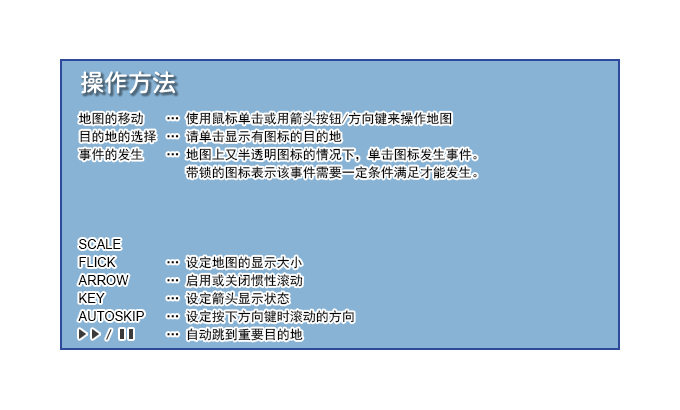 操作方法
地图的移动 … 使用鼠标单击或用箭头按钮/方向键来操作地图
目的地的选择 … 请单击显示有图标的目的地
事件的发生 … 地图上又半透明图标的情况下，单击图标发生事件。
带锁的图标表示该事件需要一定条件满足才能发生。
SCALE
FLICK … 设定地图的显示大小
ARROW … 启用或关闭惯性滚动
KEY … 设定箭头显示状态
AUTOSKIP … 设定按下方向键时滚动的方向
▶▶ / ❚❚ … 自动跳到重要目的地